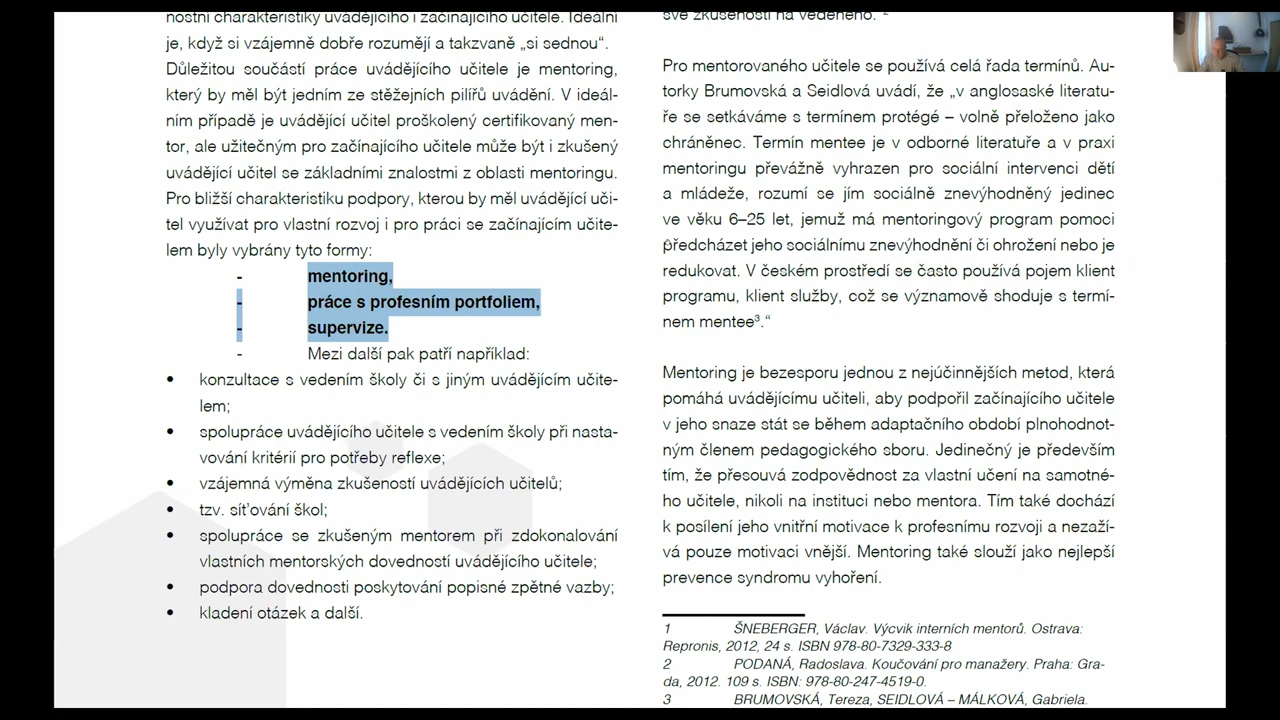 nostní charakteristiky uvádějícího i začínajícího učitele. Ideální
je, když si vzájemně dobře rozumějí a takzvaně „si sednou“.
Důležitou součástí práce uvádějícího učitele je mentoring,
který by měl být jedním ze stěžejních pilířů uvádění. V ideál-
ním případě je uvádějící učitel proškolený certifikovaný men-
tor, ale užitečným pro začínajícího učitele může být i zkušený
uvádějící učitel se základními znalostmi z oblasti mentoringu.
Pro bližší charakteristiku podpory, kterou by měl uvádějící uči-
tel využívat pro vlastní rozvoj i pro práci se začínajícím učite-
lem byly vybrány tyto formy:
- mentoring,
- práce s profesním portfoliem,
- supervize.
- Mezi další pak patří například:
• konzultace s vedením školy či s jiným uvádějícím učite-
lem;
• spolupráce uvádějícího učitele s vedením školy při nasta-
vování kritérií pro potřeby reflexe;
• vzájemná výměna zkušeností uvádějících učitelů;
• tzv. síťování škol;
• spolupráce se zkušeným mentorem při zdokonalování
vlastních mentorských dovedností uvádějícího učitele;
• podpora dovednosti poskytování popisné zpětné vazby;
• kladení otázek a další.
své zkušenosti na vedeného.“²
Pro mentorovaného učitele se používá celá řada termínů. Au-
torky Brumovská a Seidlová uvádí, že „v anglosaské literatu-
ře se setkáváme s termínem protégé – volně přeloženo jako
chráněnec. Termín mentee je v odborné literatuře a v praxi
mentoringu převážně vyhrazen pro sociální intervenci dětí
a mládeže, rozumí se jím sociálně znevýhodněný jedinec
ve věku 6–25 let, jemuž má mentoringový program pomoci
předcházet jeho sociálnímu znevýhodnění či ohrožení nebo je
redukovat. V českém prostředí se často používá pojem klient
programu, klient služby, což se významově shoduje s termí-
nem mentee³.“
Mentoring je bezesporu jednou z nejúčinnějších metod, která
pomáhá uvádějícímu učiteli, aby podpořil začínajícího učitele
v jeho snaze stát se během adaptačního období plnohodnot-
ným členem pedagogického sboru. Jedinečný je především
tím, že přesouvá zodpovědnost za vlastní učení na samotné-
ho učitele, nikoli na instituci nebo mentora. Tím také dochází
k posílení jeho vnitřní motivace k profesnímu rozvoji a nezaží-
vá pouze motivaci vnější. Mentoring také slouží jako nejlepší
prevence syndromu vyhoření.
1 ŠNEBERGER, Václav. Výcvik interních mentorů. Ostrava:
Repronis, 2012, 24 s. ISBN 978-80-7329-333-8
2 PODANÁ, Radoslava. Koučování pro manažery. Praha: Gra-
da, 2012. 109 s. ISBN: 978-80-247-4519-0.
3 BRUMOVSKÁ, Tereza, SEIDLOVÁ – MÁLKOVÁ, Gabriela.